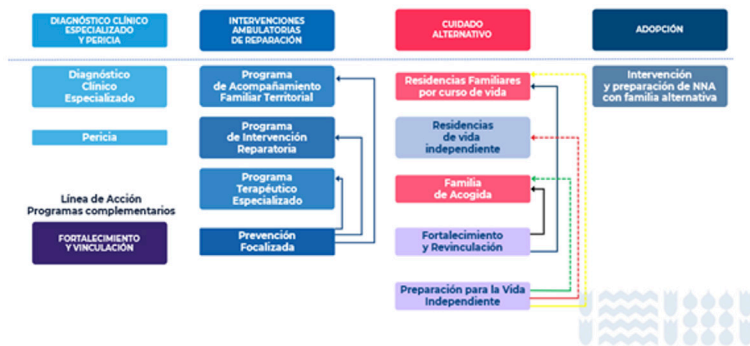 DIAGNÓSTICO CLÍNICO
ESPECIALIZADO
Y PERICIA
INTERVENCIONES
AMBULATORIAS
DE REPARACIÓN
CUIDADO
ALTERNATIVO
ADOPCIÓN
Diagnóstico
Clínico
Especializado
Programa
de Acompañamiento
Familiar Territorial
Residencias Familiares
por curso de vida
Intervención
y preparación de NNA
con familia alternativa
Pericia
Programa
de Intervención
Reparatoria
Residencias
de vida
independiente
Programa
Terapéutico
Especializado
Familia
de Acogida
Línea de Acción
Programas complementarios
FORTALECIMIENTO
Y VINCULACIÓN
Prevención
Focalizada
Fortalecimiento
y Revinculación
Preparación para la Vida
Independiente